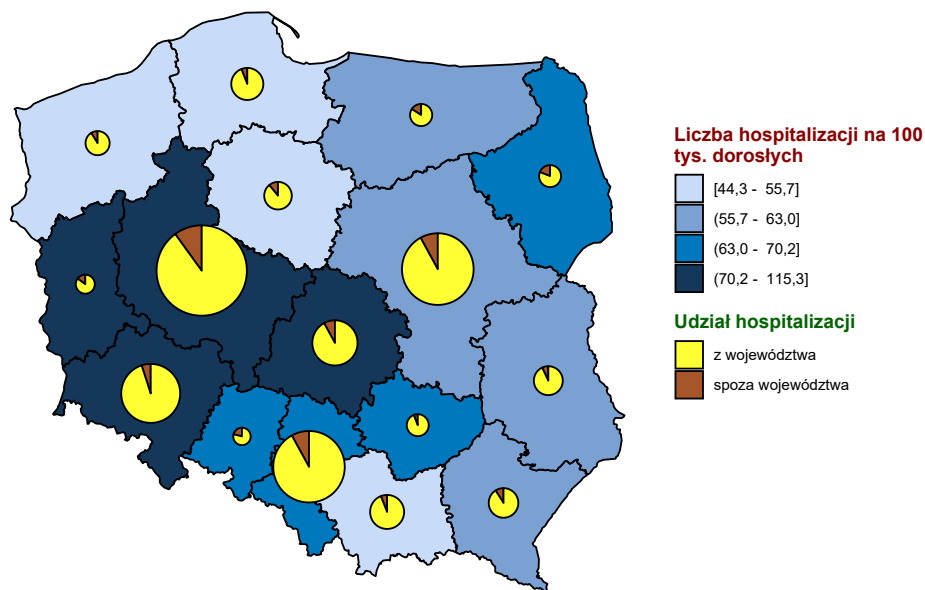 Liczba hospitalizacji na 100
tys. dorosłych
[44,3 - 55,7]
(55,7 - 63,0]
(63,0 - 70,2]
(70,2 - 115,3]
Udział hospitalizacji
z województwa
spoza województwa